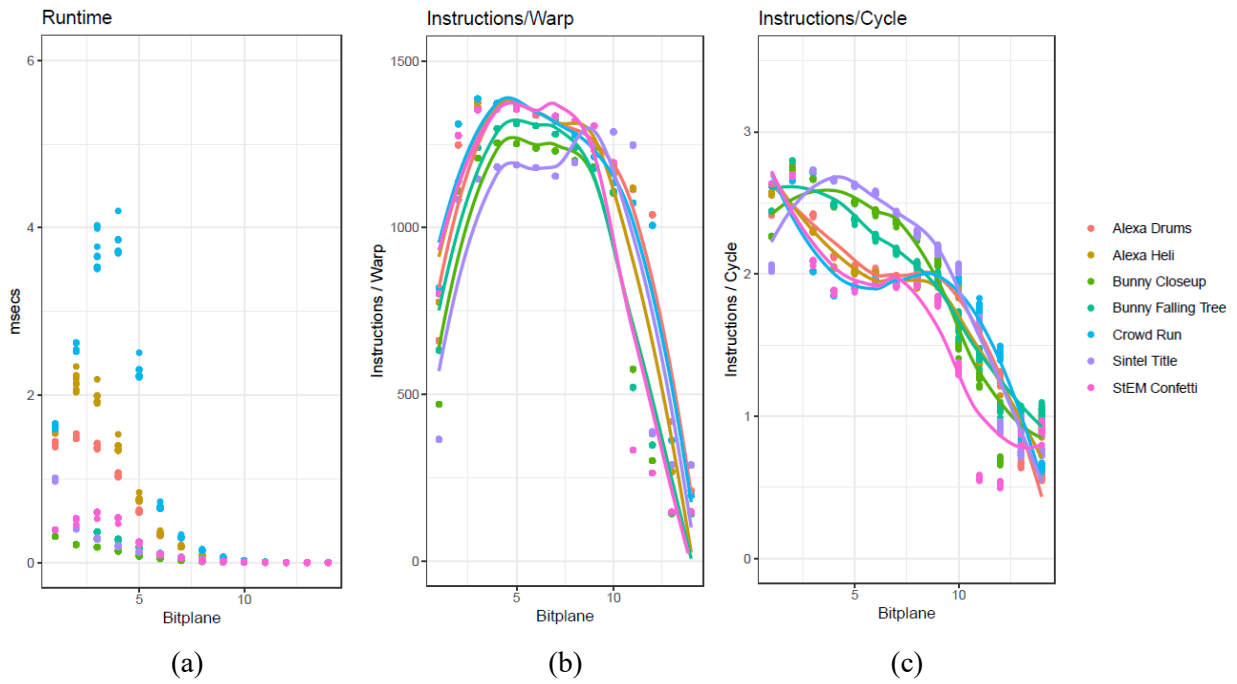 Runtime
Instructions/Warp
Instructions/Cycle
6
4
2
0
msecs
5
10
Bitplane
1500
1000
500
0
Instructions / Warp
5
10
Bitplane
3
2
1
0
Instructions / Cycle
5
10
Bitplane
Alexa Drums
Alexa Heli
Bunny Closeup
Bunny Falling Tree
Crowd Run
Sintel Title
StEM Confetti
(a)
(b)
(c)